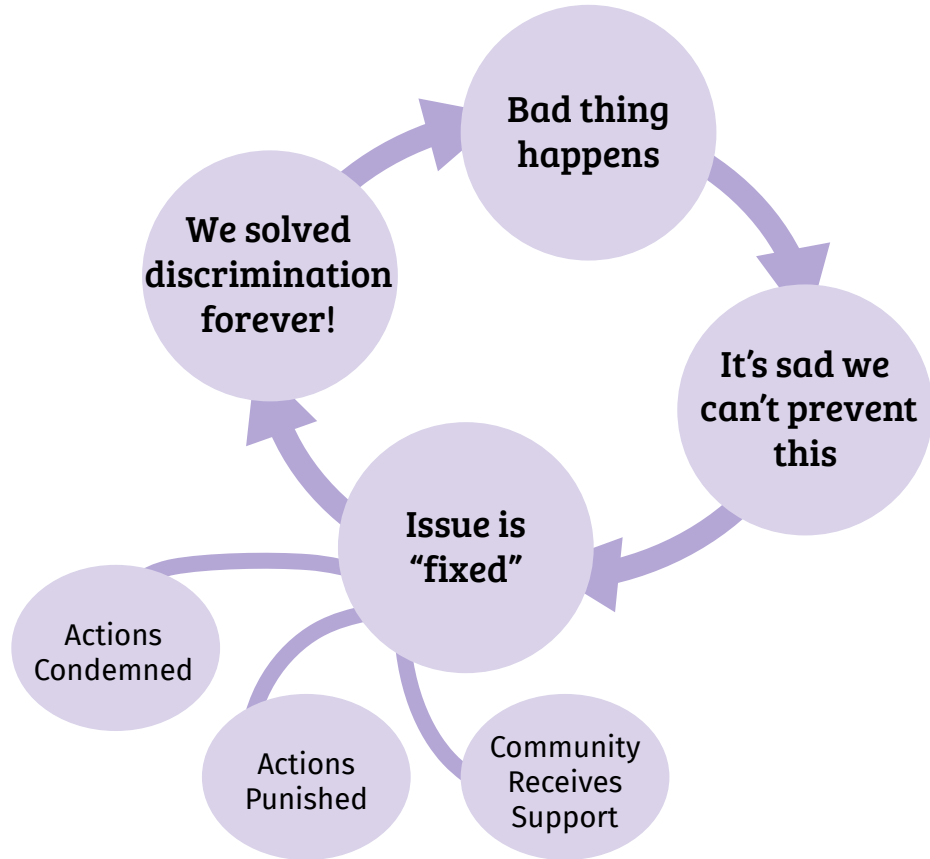 Bad thing
happens
We solved
discrimination
forever!
It's sad we
can't prevent
this
Issue is
“fixed”
Actions
Condemned
Actions
Punished
Community
Receives
Support